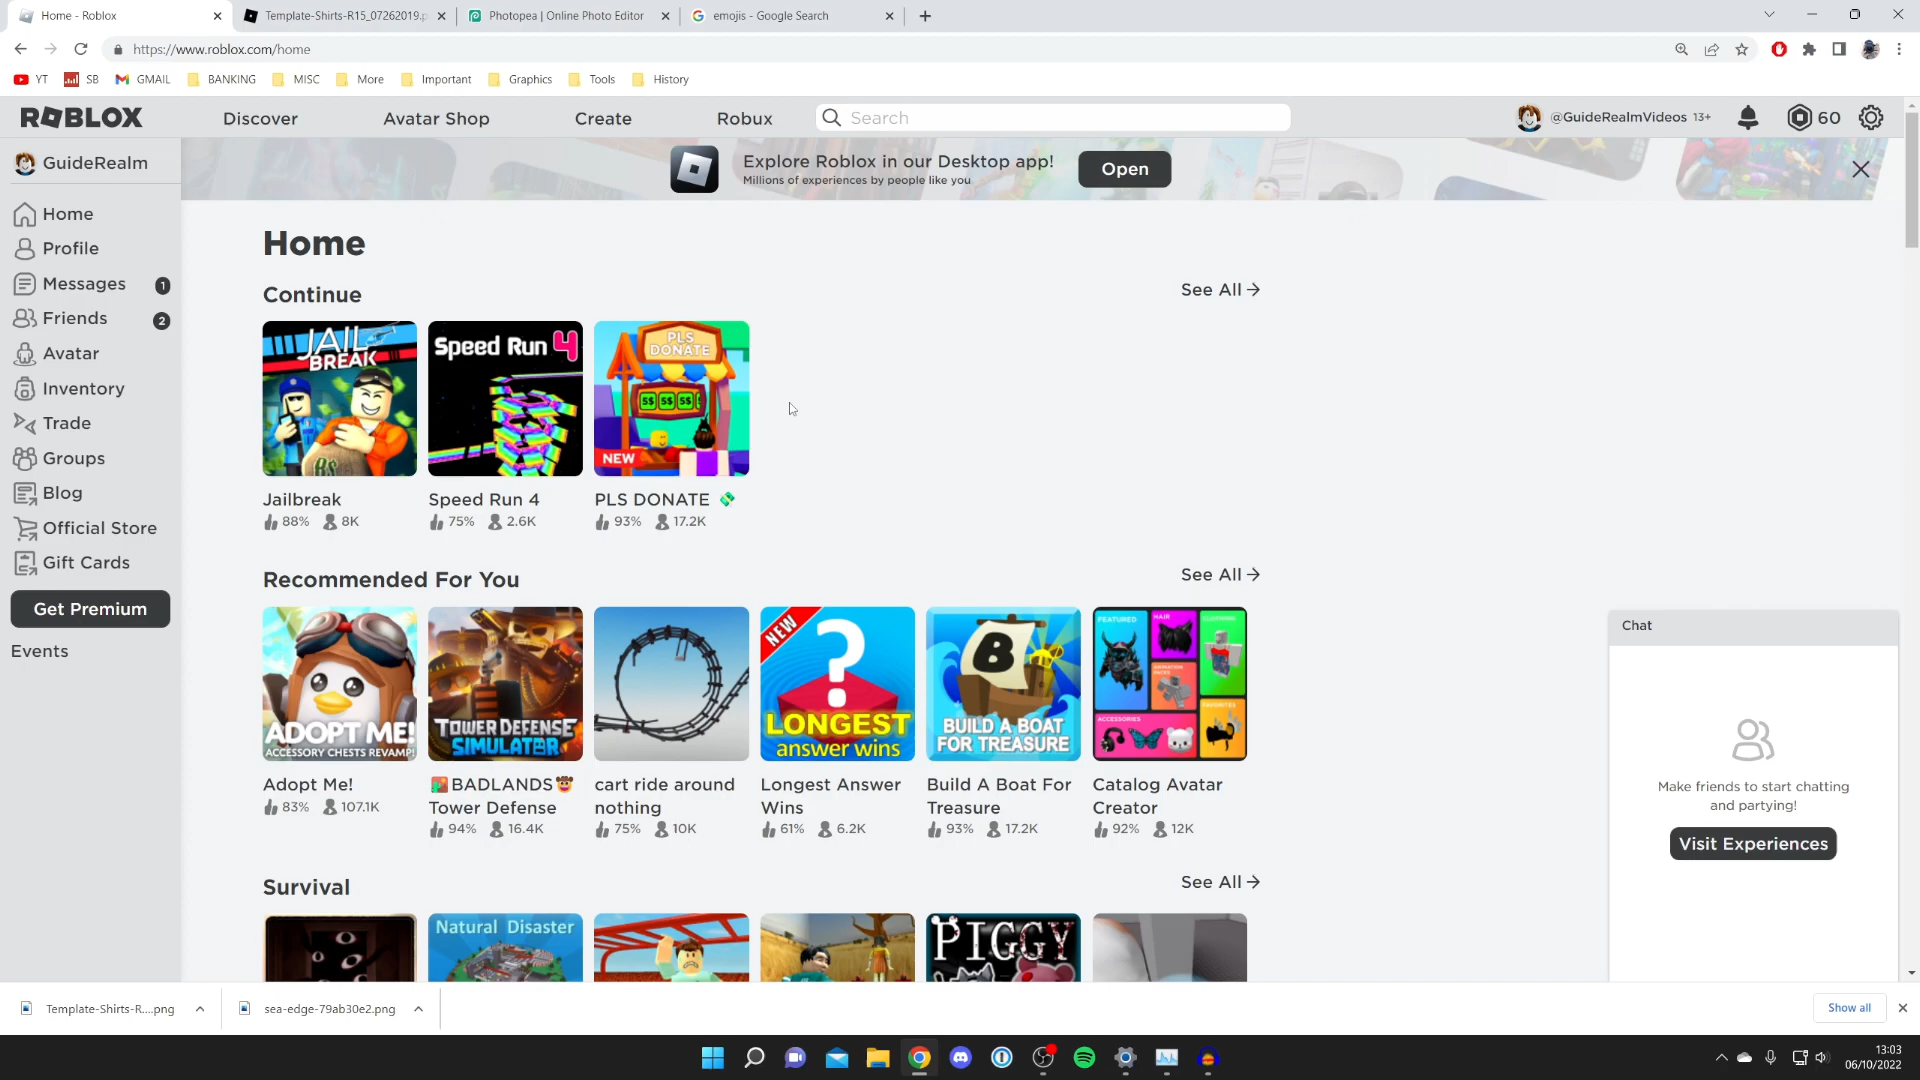 Home - Roblox
Template-Shirts-R15_07262019.p
Photopea | Online Photo Editor
emojis - Google Search
https://www.roblox.com/home
YT
SB
GMAIL
BANKING
MISC
More
Important
Graphics
Tools
History
ROBLOX
Discover
Avatar Shop
Create
Robux
Search
@GuideRealmVideos 13+
60
GuideRealm
Explore Roblox in our Desktop app!
Millions of experiences by people like you
Open
Home
Profile
Messages 1
Friends 2
Avatar
Inventory
Trade
Groups
Blog
Official Store
Gift Cards
Get Premium
Events
Home
Continue
See All →
JAIL
BREAK
Speed Run 4
PLS
DONATE
5$ 5$ 5$
NEW
Jailbreak
88% 8K
Speed Run 4
75% 2.6K
PLS DONATE 💸
93% 17.2K
Recommended For You
See All →
ADOPT ME!
ACCESSORY CHESTS REVAMP!
TOWER DEFENSE
SIMULATOR
NEW
?
LONGEST
answer wins
B
BUILD A BOAT
FOR TREASURE
FEATURED
HAIR
ACCESSORIES
FAVORITES
Adopt Me!
83% 107.1K
BADLANDS🤠
Tower Defense
94% 16.4K
cart ride around
nothing
75% 10K
Longest Answer
Wins
61% 6.2K
Build A Boat For
Treasure
93% 17.2K
Catalog Avatar
Creator
92% 12K
Survival
See All →
Natural Disaster
PIGGY
Chat
Make friends to start chatting
and partying!
Visit Experiences
Template-Shirts-R....png
sea-edge-79ab30e2.png
Show all
13:03
06/10/2022